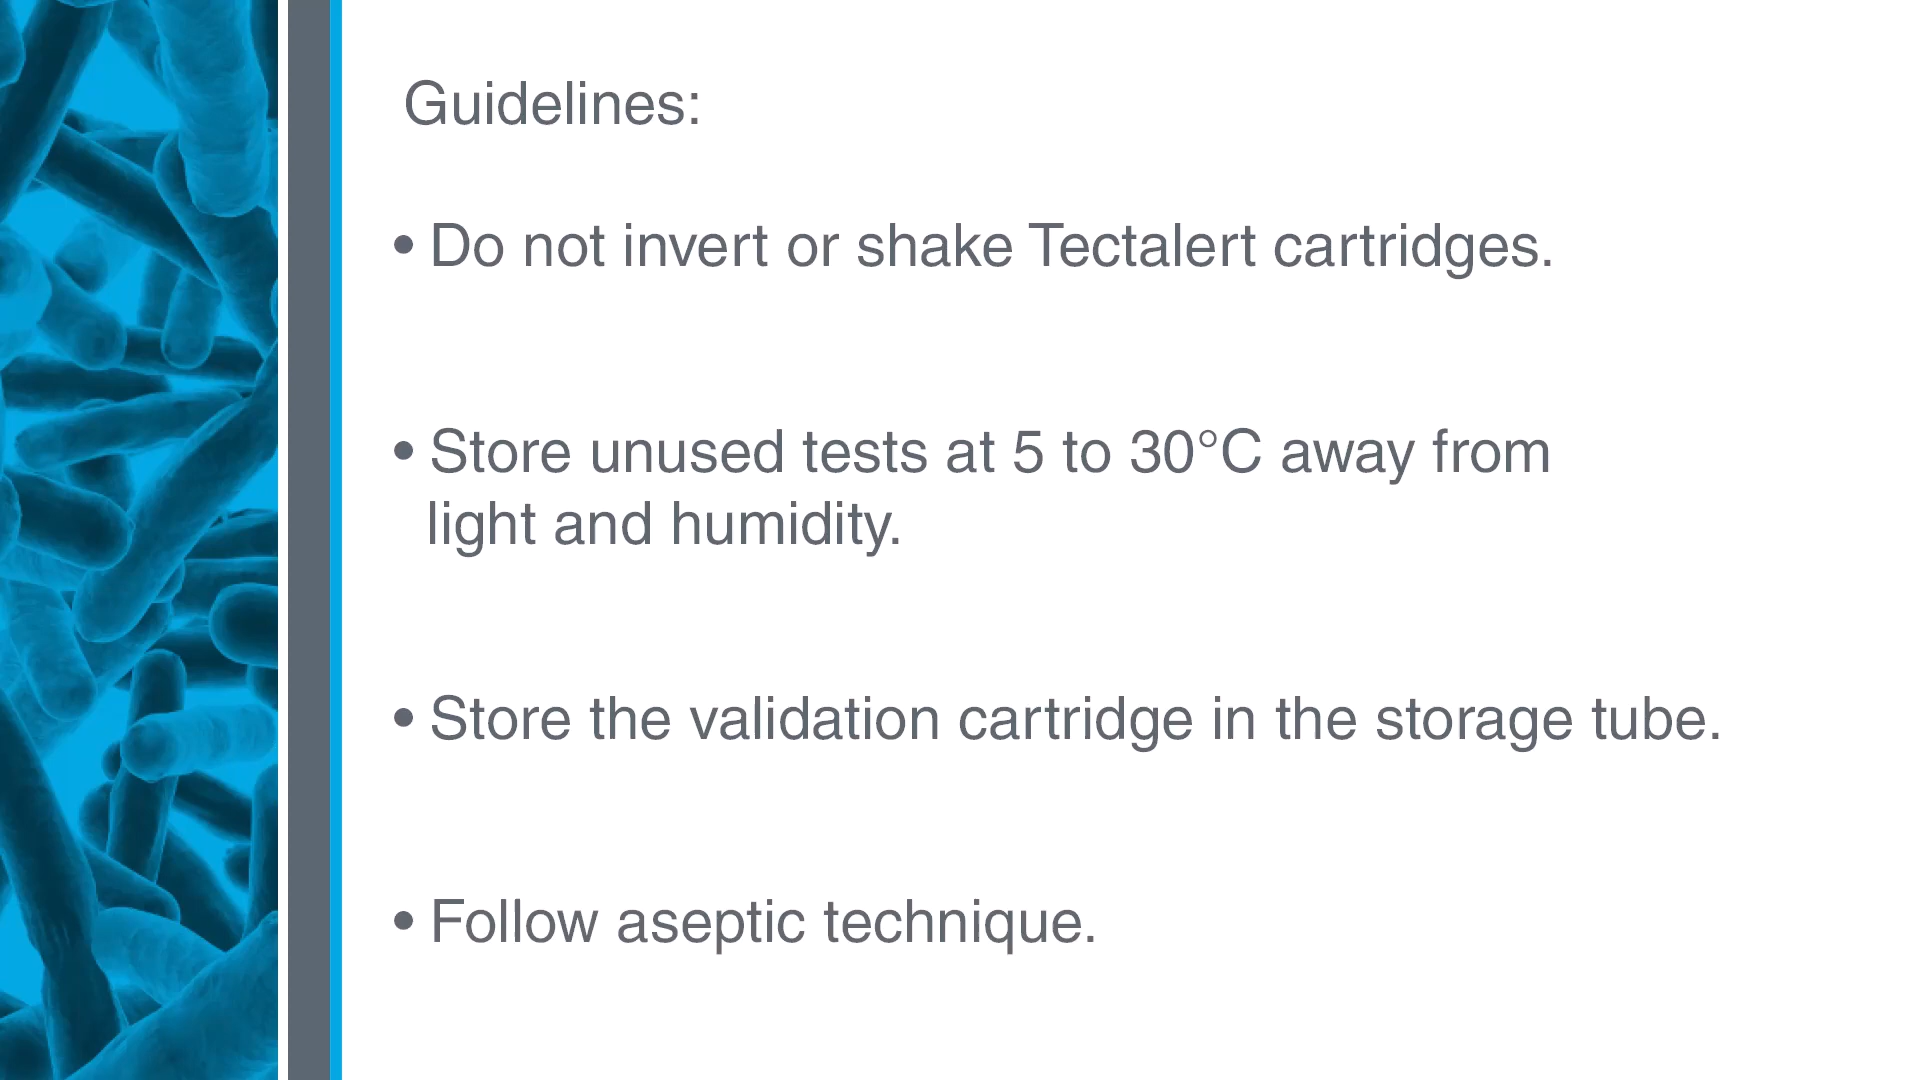 Guidelines:
• Do not invert or shake Tectalert cartridges.
• Store unused tests at 5 to 30°C away from
light and humidity.
• Store the validation cartridge in the storage tube.
• Follow aseptic technique.